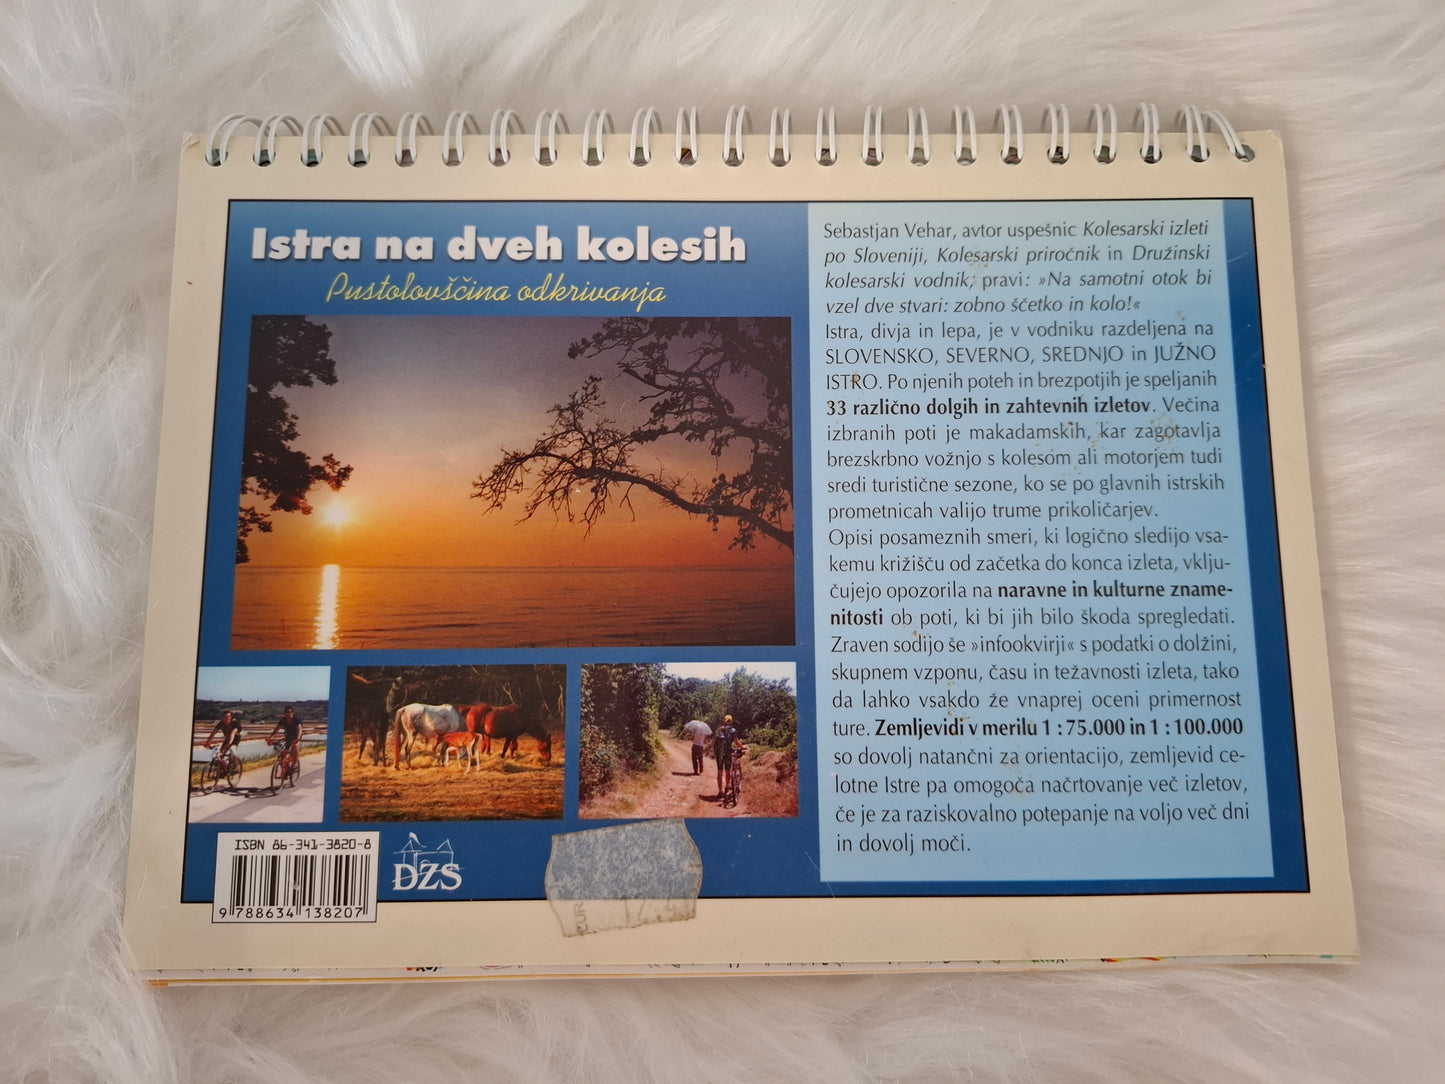 Istra na dveh kolesih
Pustolovščina odkrivanja
Sebastjan Vehar, avtor uspešnic Kolesarski izleti
po Sloveniji, Kolesarski priročnik in Družinski
kolesarski vodnik, pravi: »Na samotni otok bi
vzel dve stvari: zobno ščetko in kolo!«
Istra, divja in lepa, je v vodniku razdeljena na
SLOVENSKO, SEVERNO, SREDNJO in JUŽNO
ISTRO. Po njenih poteh in brezpotjih je speljanih
33 različno dolgih in zahtevnih izletov. Večina
izbranih poti je makadamskih, kar zagotavlja
brezskrbno vožnjo s kolesom ali motorjem tudi
sredi turistične sezone, ko se po glavnih istrskih
prometnicah valijo trume prikoličarjev.
Opisi posameznih smeri, ki logično sledijo vsa-
kemu križišču od začetka do konca izleta, vklju-
čujejo opozorila na naravne in kulturne zname-
nitosti ob poti, ki bi jih bilo škoda spregledati.
Zraven sodijo še »infookvirji« s podatki o dolžini,
skupnem vzponu, času in težavnosti izleta, tako
da lahko vsakdo že vnaprej oceni primernost
ture. Zemljevidi v merilu 1 : 75.000 in 1 : 100.000
so dovolj natančni za orientacijo, zemljevid ce-
lotne Istre pa omogoča načrtovanje več izletov,
če je za raziskovalno potepanje na voljo več dni
in dovolj moči.
ISBN 86-341-3820-8
9 788634 138207
DZS
EUR